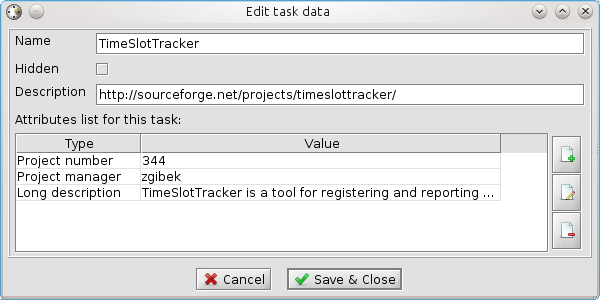 Edit task data
Name TimeSlotTracker
Hidden
Description http://sourceforge.net/projects/timeslottracker/
Attributes list for this task:
Type Value
Project number 344
Project manager zgibek
Long description TimeSlotTracker is a tool for registering and reporting ...
Cancel Save & Close